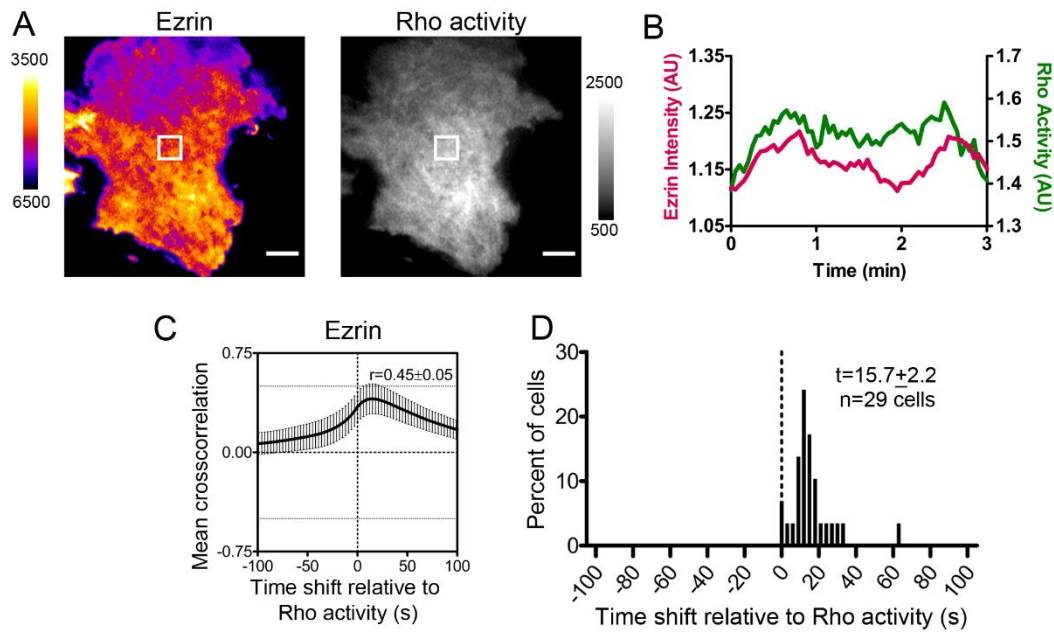 A
Ezrin
Rho activity
3500
6500
2500
500
B
1.35
1.25
1.15
1.05
Ezrin Intensity (AU)
1.7
1.6
1.5
1.4
1.3
Rho Activity (AU)
0 1 2 3
Time (min)
C
Ezrin
0.75
0.00
-0.75
Mean crosscorrelation
r=0.45±0.05
-100 -50 0 50 100
Time shift relative to
Rho activity (s)
D
30
20
10
0
Percent of cells
t=15.7±2.2
n=29 cells
-100 -80 -60 -40 -20 0 20 40 60 80 100
Time shift relative to Rho activity (s)